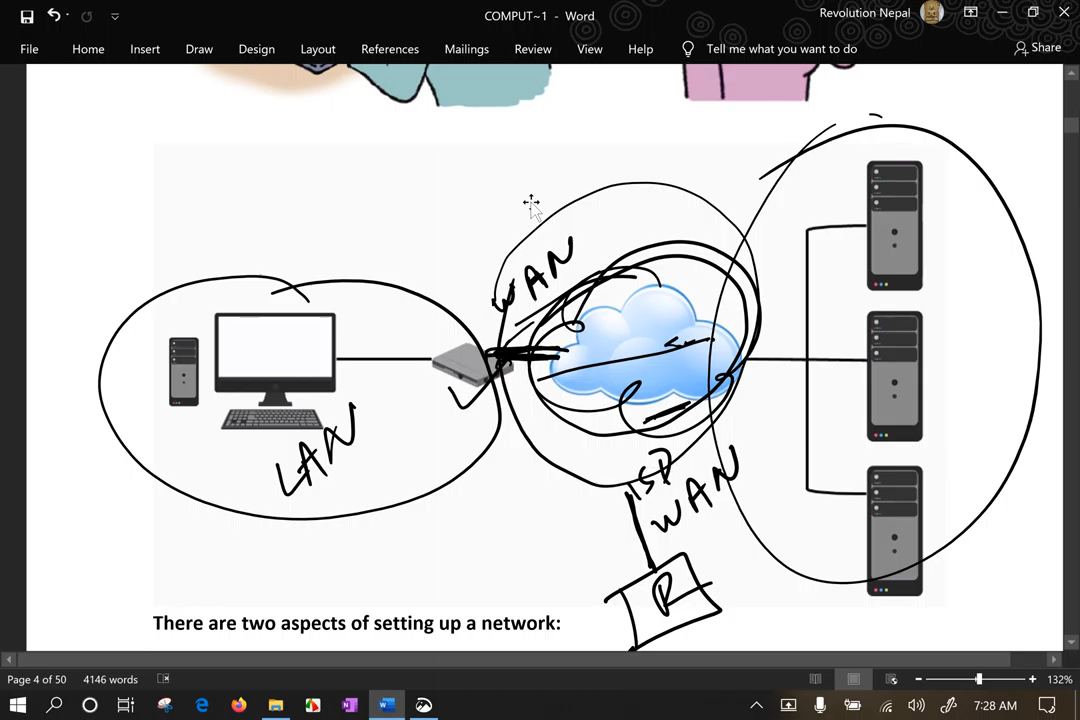 COMPUT~1 - Word
Revolution Nepal
File Home Insert Draw Design Layout References Mailings Review View Help Tell me what you want to do Share
WAN
LAN
ISP
WAN
R
There are two aspects of setting up a network:
Page 4 of 50 4146 words 132%
7:28 AM